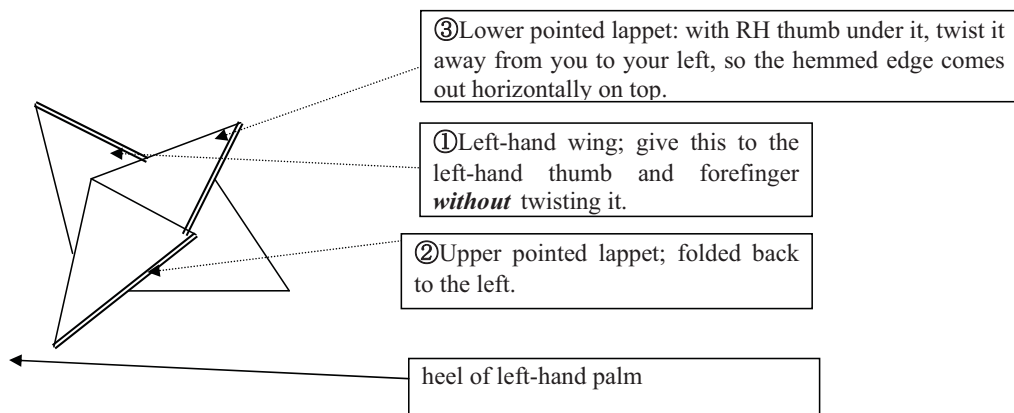 ③Lower pointed lappet: with RH thumb under it, twist it
away from you to your left, so the hemmed edge comes
out horizontally on top.
①Left-hand wing; give this to the
left-hand thumb and forefinger
without twisting it.
②Upper pointed lappet; folded back
to the left.
heel of left-hand palm